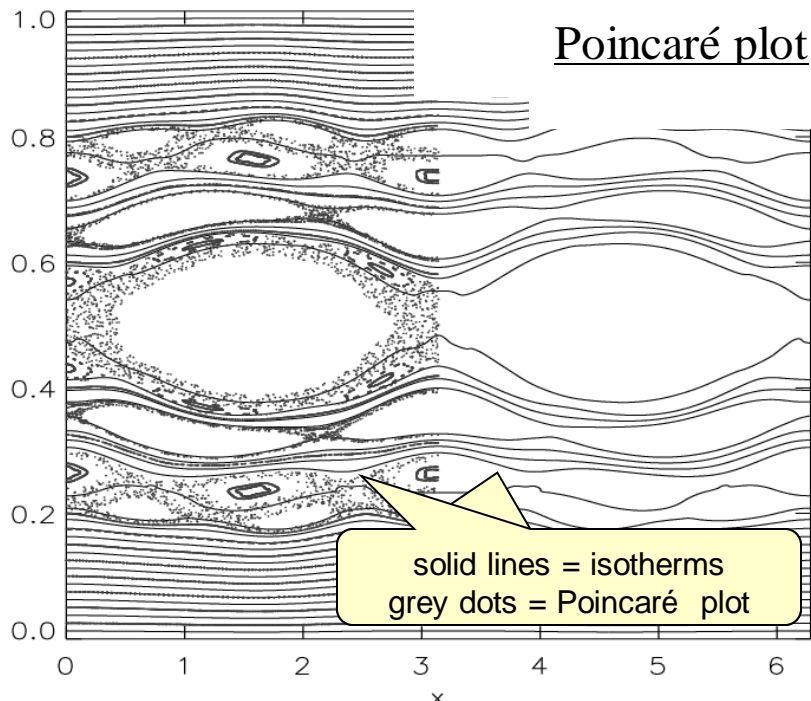 Poincaré plot
1.0
0.8
0.6
0.4
0.2
0.0
solid lines = isotherms
grey dots = Poincaré plot
0 1 2 3 4 5 6
x